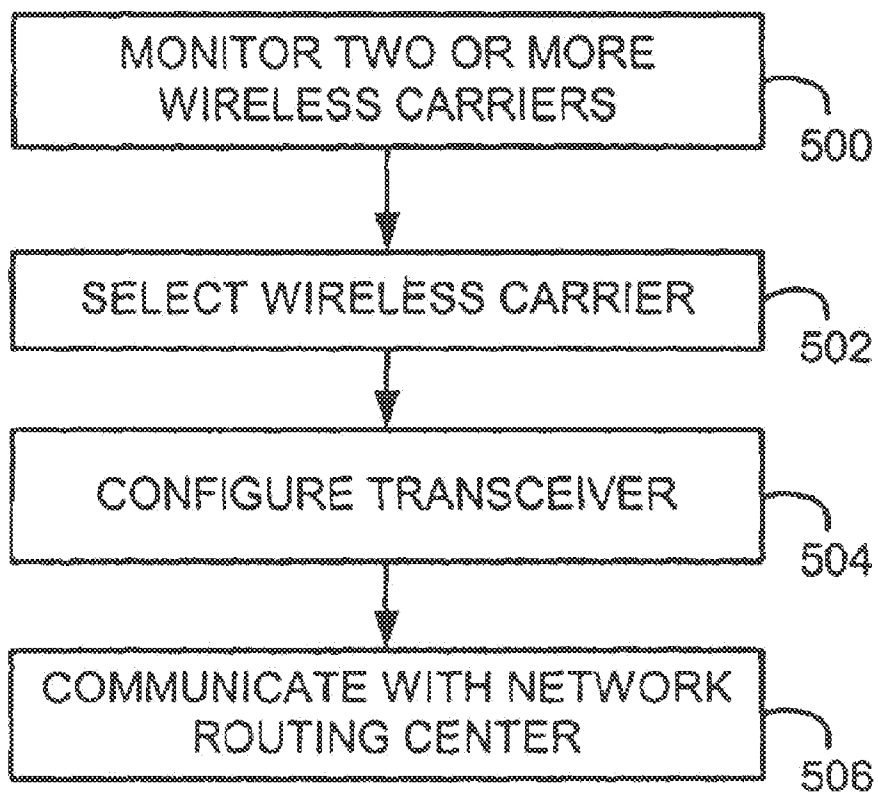 MONITOR TWO OR MORE
WIRELESS CARRIERS
500
SELECT WIRELESS CARRIER
502
CONFIGURE TRANSCEIVER
504
COMMUNICATE WITH NETWORK
ROUTING CENTER
506